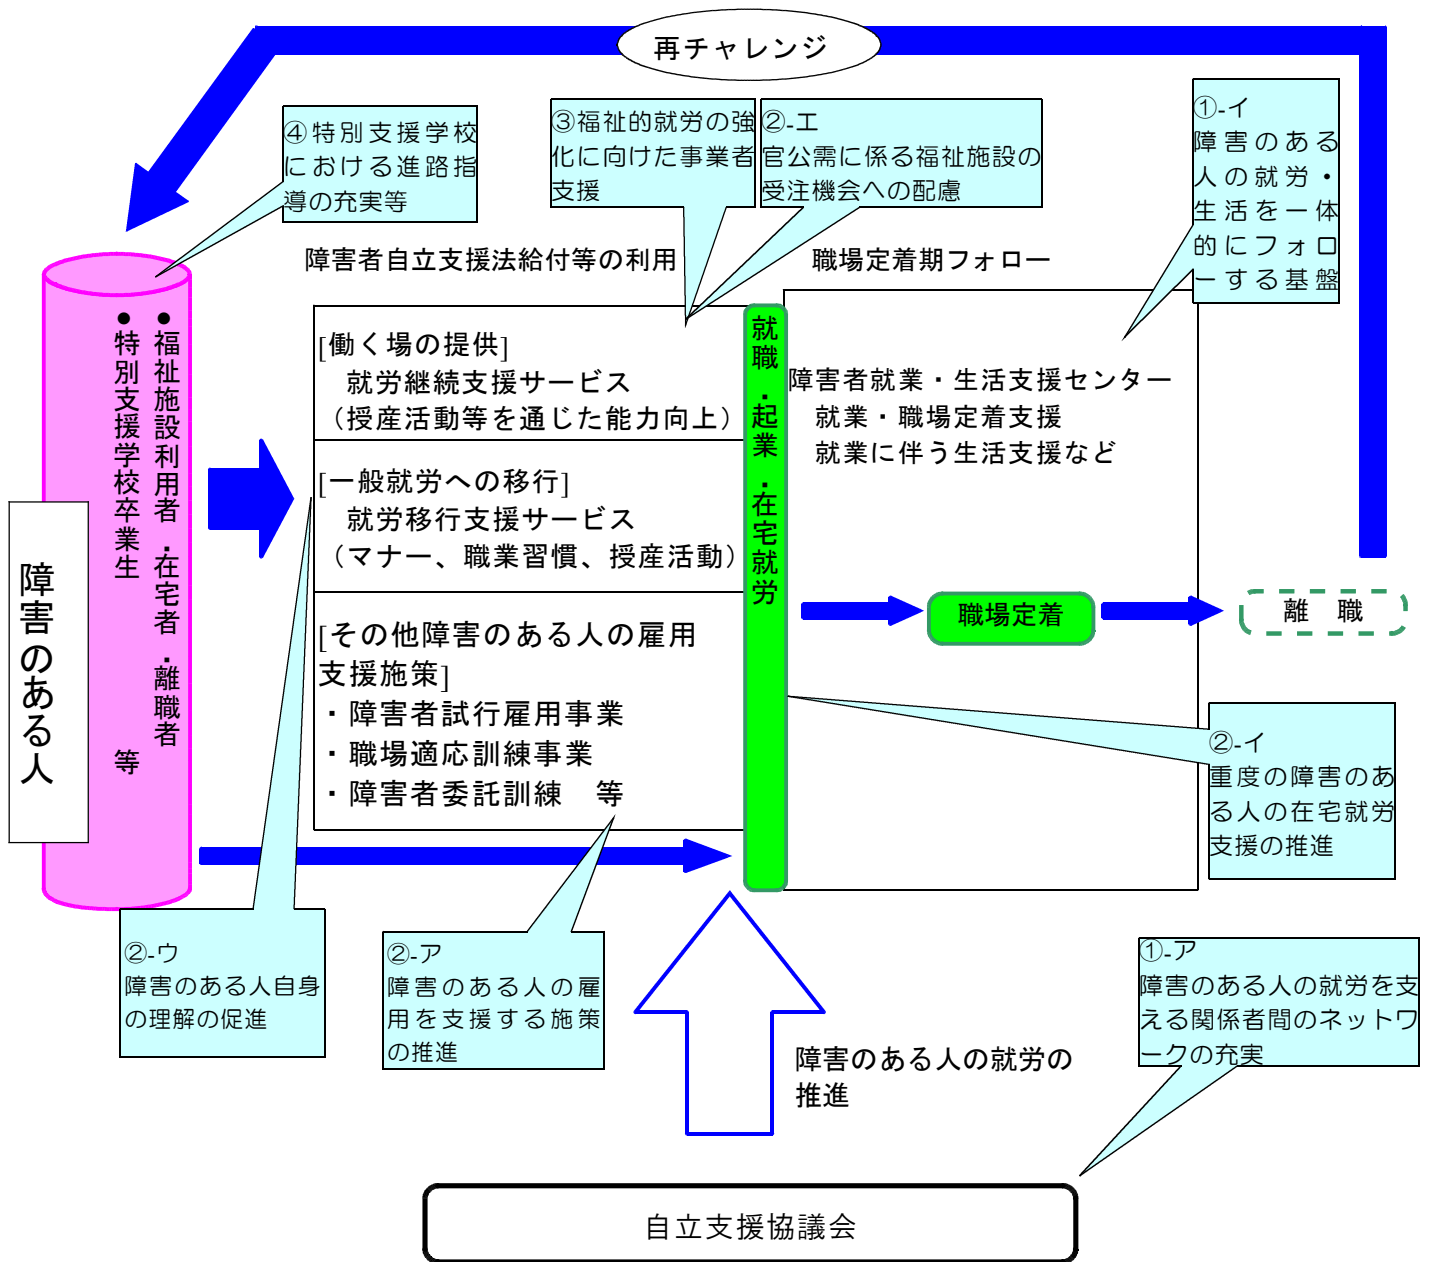 再チャレンジ
④特別支援学校
における進路指
導の充実等
③福祉的就労の強
化に向けた事業者
支援
②-エ
官公需に係る福祉施設の
受注機会への配慮
①-イ
障害のある
人の就労・
生活を一体
的にフォロ
ーする基盤
障害者自立支援法給付等の利用
職場定着期フォロー
●福祉施設利用者・在宅者・離職者
●特別支援学校卒業生　等
障害のある人
[働く場の提供]
就労継続支援サービス
（授産活動等を通じた能力向上）
[一般就労への移行]
就労移行支援サービス
（マナー、職業習慣、授産活動）
[その他障害のある人の雇用
支援施策]
・障害者試行雇用事業
・職場適応訓練事業
・障害者委託訓練　等
就職・起業・在宅就労
障害者就業・生活支援センター
就業・職場定着支援
就業に伴う生活支援など
職場定着
離　職
②-イ
重度の障害のあ
る人の在宅就労
支援の推進
②-ウ
障害のある人自身
の理解の促進
②-ア
障害のある人の雇
用を支援する施策
の推進
①-ア
障害のある人の就労を支
える関係者間のネットワ
ークの充実
障害のある人の就労の
推進
自立支援協議会